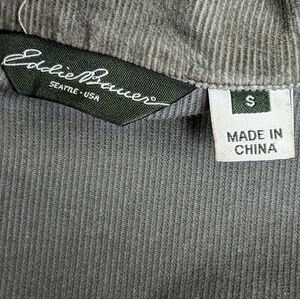 Eddie Bauer
SEATTLE • USA
S
MADE IN
CHINA